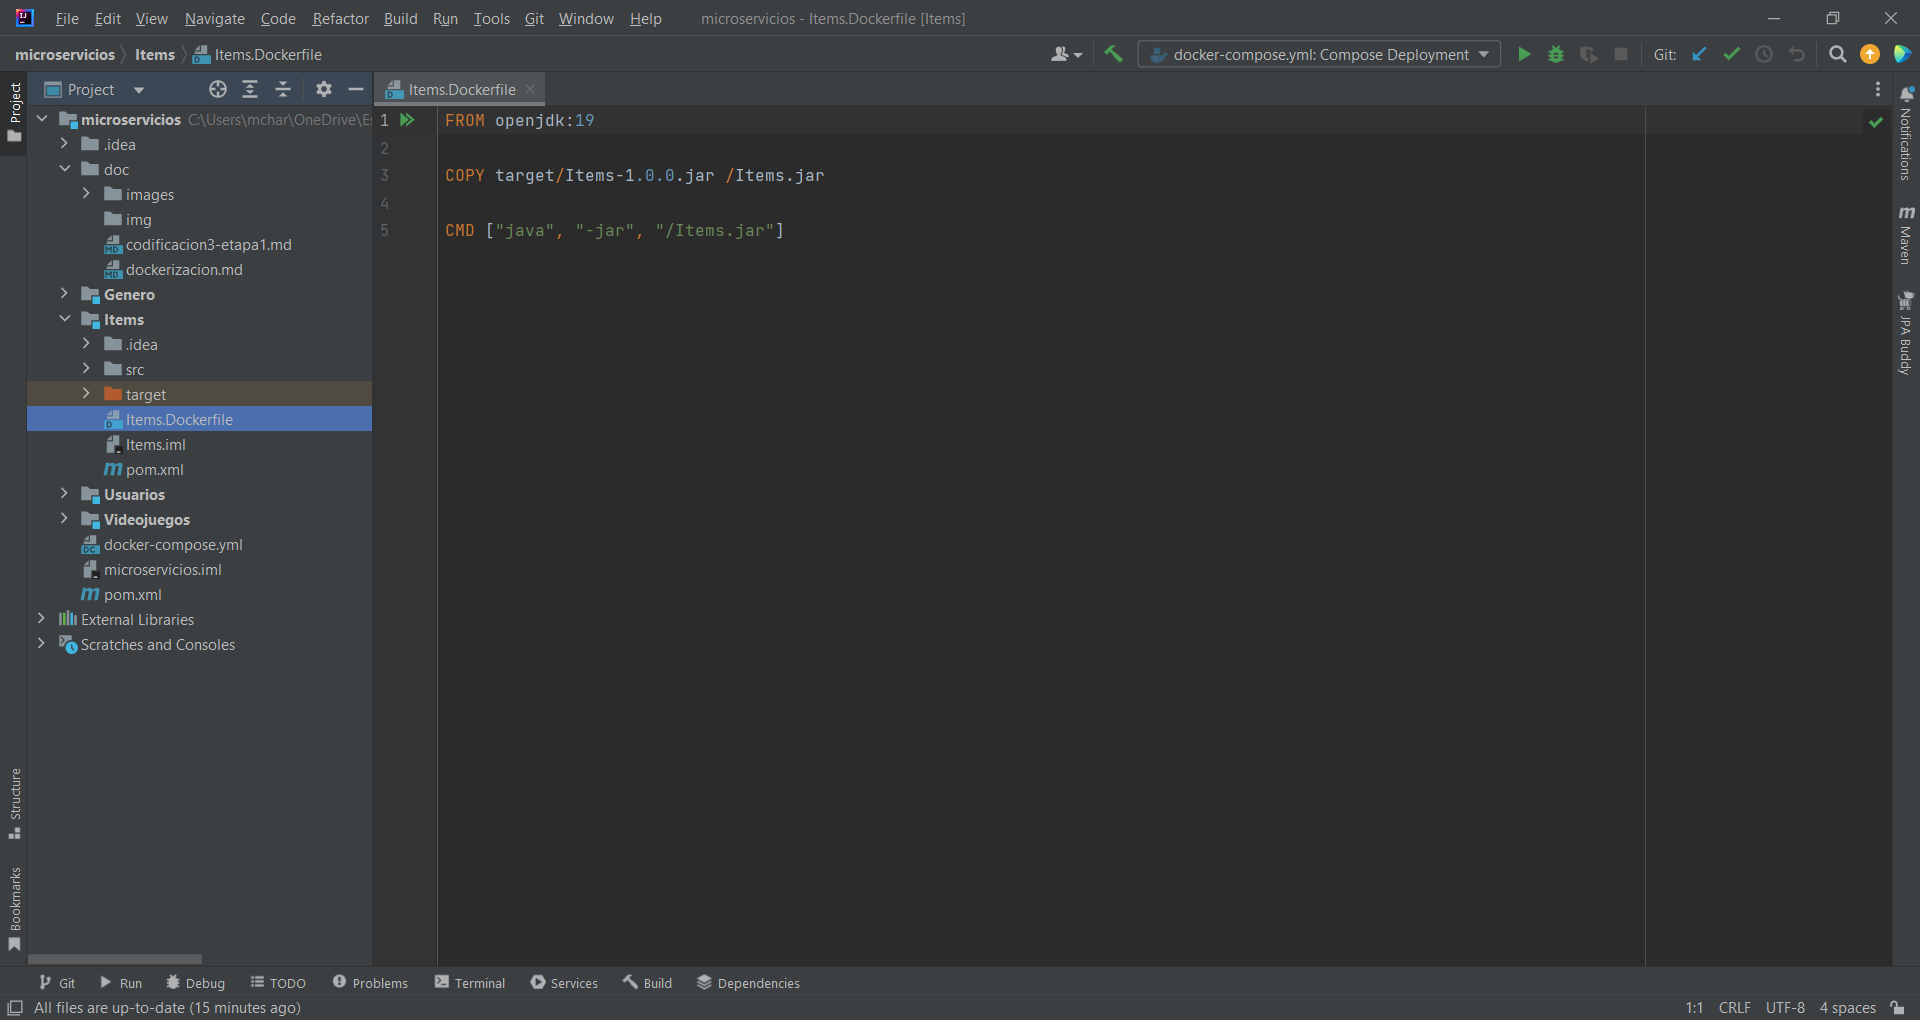 File Edit View Navigate Code Refactor Build Run Tools Git Window Help microservicios - Items.Dockerfile [Items]
microservicios Items Items.Dockerfile docker-compose.yml: Compose Deployment Git:
Project
Project
Items.Dockerfile
microservicios C:\Users\mchar\OneDrive\Es
.idea
doc
images
img
codificacion3-etapa1.md
dockerizacion.md
Genero
Items
.idea
src
target
Items.Dockerfile
Items.iml
pom.xml
Usuarios
Videojuegos
docker-compose.yml
microservicios.iml
pom.xml
External Libraries
Scratches and Consoles
1 FROM openjdk:19
2
3 COPY target/Items-1.0.0.jar /Items.jar
4
5 CMD ["java", "-jar", "/Items.jar"]
Notifications
Maven
JPA Buddy
Structure
Bookmarks
Git Run Debug TODO Problems Terminal Services Build Dependencies
All files are up-to-date (15 minutes ago) 1:1 CRLF UTF-8 4 spaces